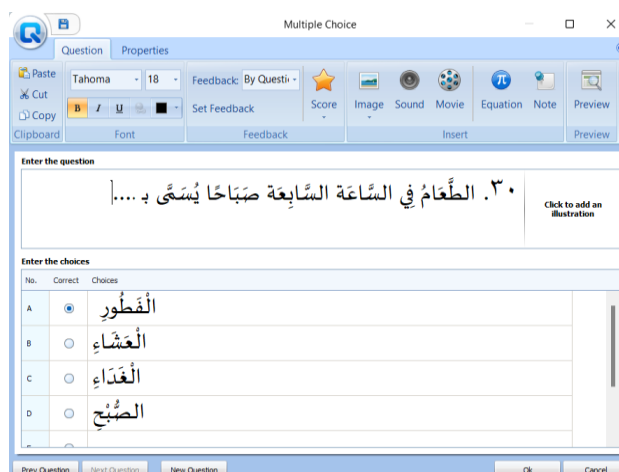 Multiple Choice
Question Properties
Paste
Cut
Copy
Clipboard
Tahoma 18
B I U
Font
Feedback: By Questi
Set Feedback
Score
Feedback
Image Sound Movie Equation Note
Insert
Preview
Preview
Enter the question
٣٠. الطَّعَامُ فِي السَّاعَة السَّابِعَة صَبَاحًا يُسَمَّى بـ ....
Click to add an
illustration
Enter the choices
No. Correct Choices
A الْفَطُورِ
B الْعَشَاءِ
C الْغَدَاءِ
D الصُّبْحِ
Prev Question Next Question New Question Ok Cancel